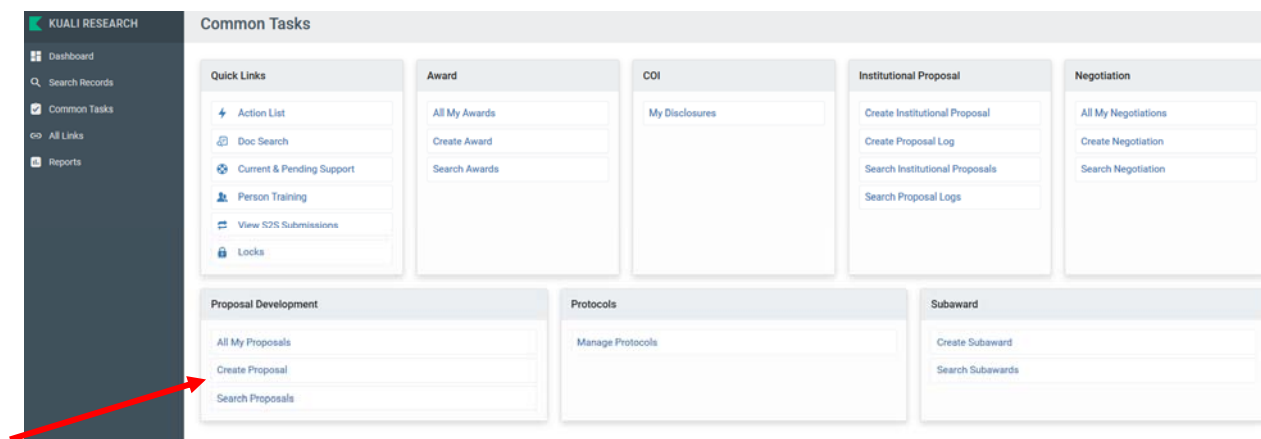 KUALI RESEARCH
Dashboard
Search Records
Common Tasks
All Links
Reports
Common Tasks
Quick Links
Action List
Doc Search
Current & Pending Support
Person Training
View S2S Submissions
Locks
Award
All My Awards
Create Award
Search Awards
COI
My Disclosures
Institutional Proposal
Create Institutional Proposal
Create Proposal Log
Search Institutional Proposals
Search Proposal Logs
Negotiation
All My Negotiations
Create Negotiation
Search Negotiation
Proposal Development
All My Proposals
Create Proposal
Search Proposals
Protocols
Manage Protocols
Subaward
Create Subaward
Search Subawards